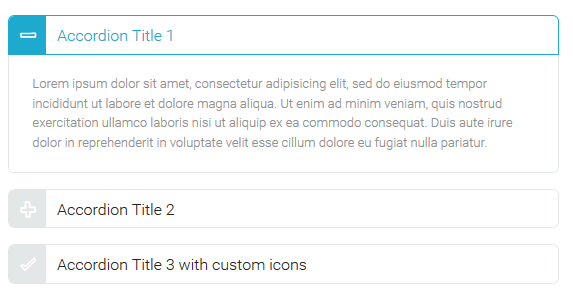 Accordion Title 1
Lorem ipsum dolor sit amet, consectetur adipisicing elit, sed do eiusmod tempor
incididunt ut labore et dolore magna aliqua. Ut enim ad minim veniam, quis nostrud
exercitation ullamco laboris nisi ut aliquip ex ea commodo consequat. Duis aute irure
dolor in reprehenderit in voluptate velit esse cillum dolore eu fugiat nulla pariatur.
Accordion Title 2
Accordion Title 3 with custom icons